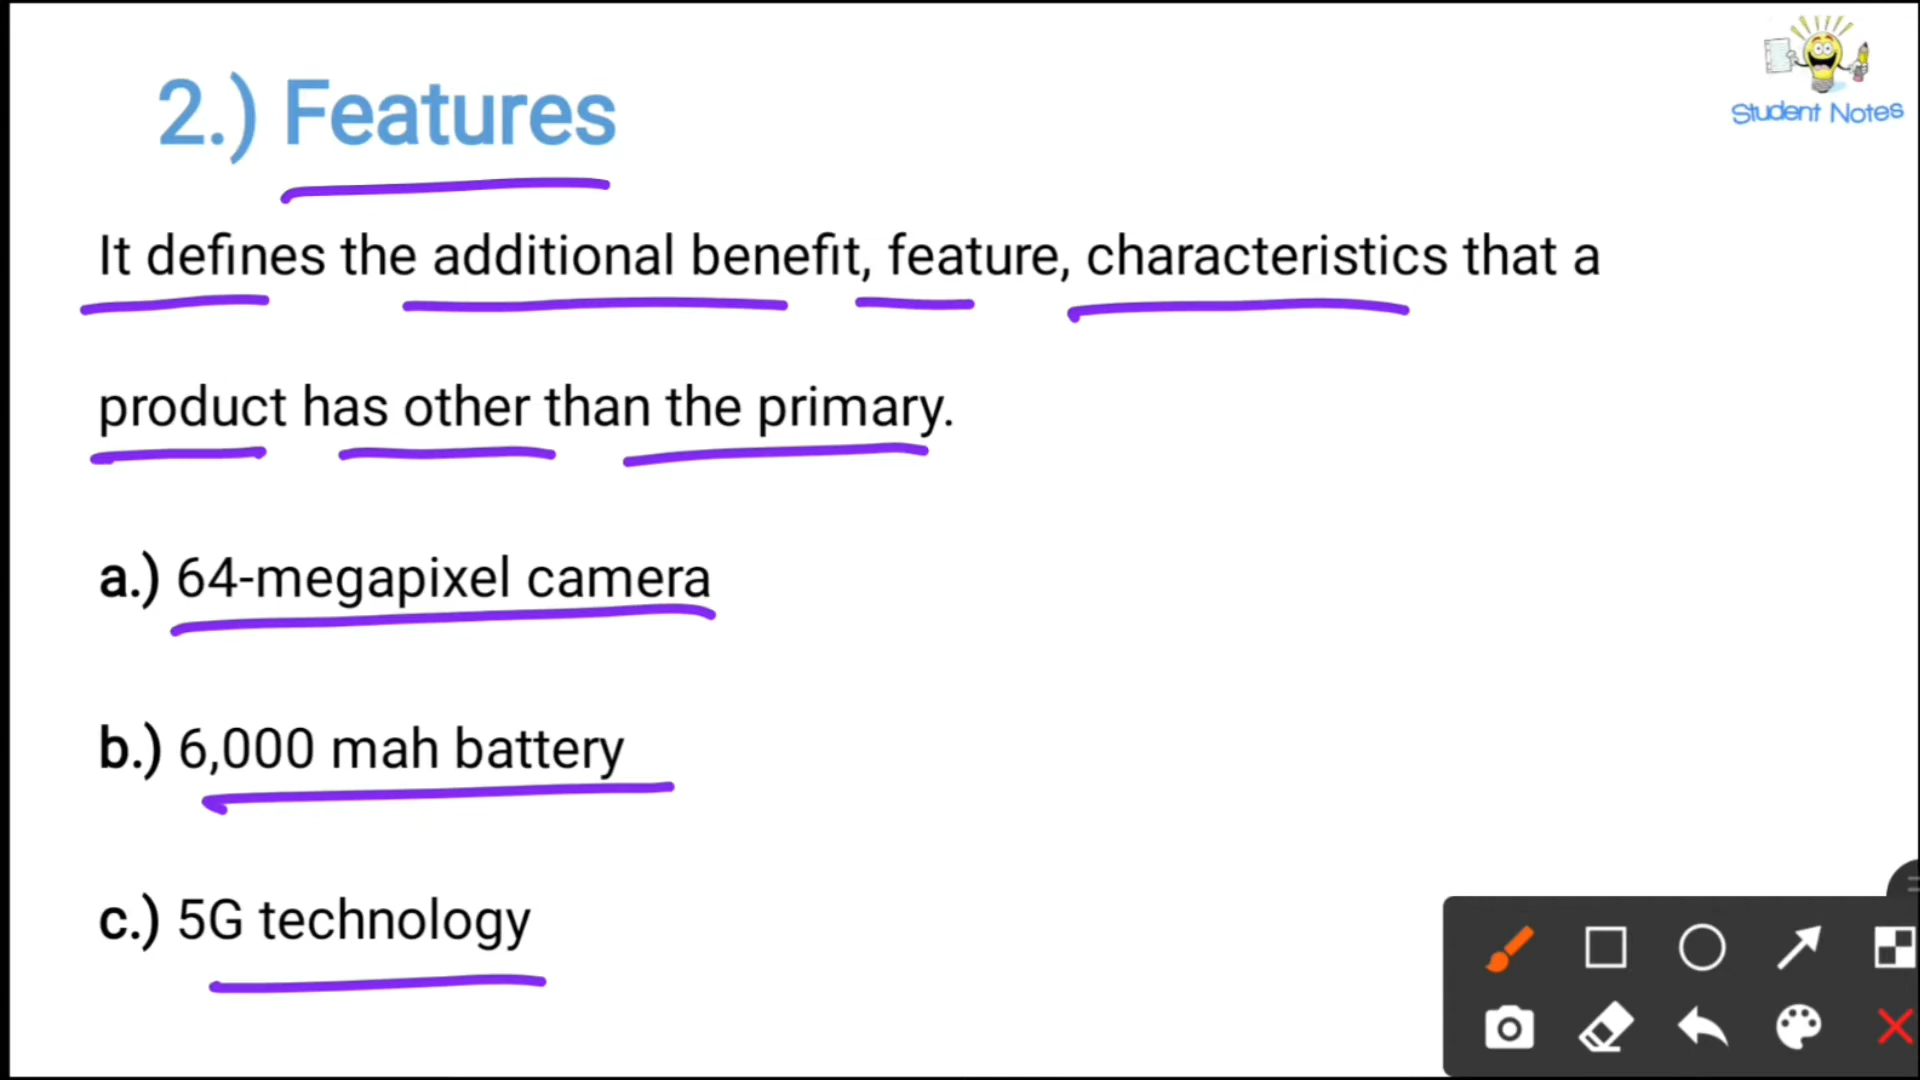 Student Notes
2.) Features
It defines the additional benefit, feature, characteristics that a
product has other than the primary.
a.) 64-megapixel camera
b.) 6,000 mah battery
c.) 5G technology